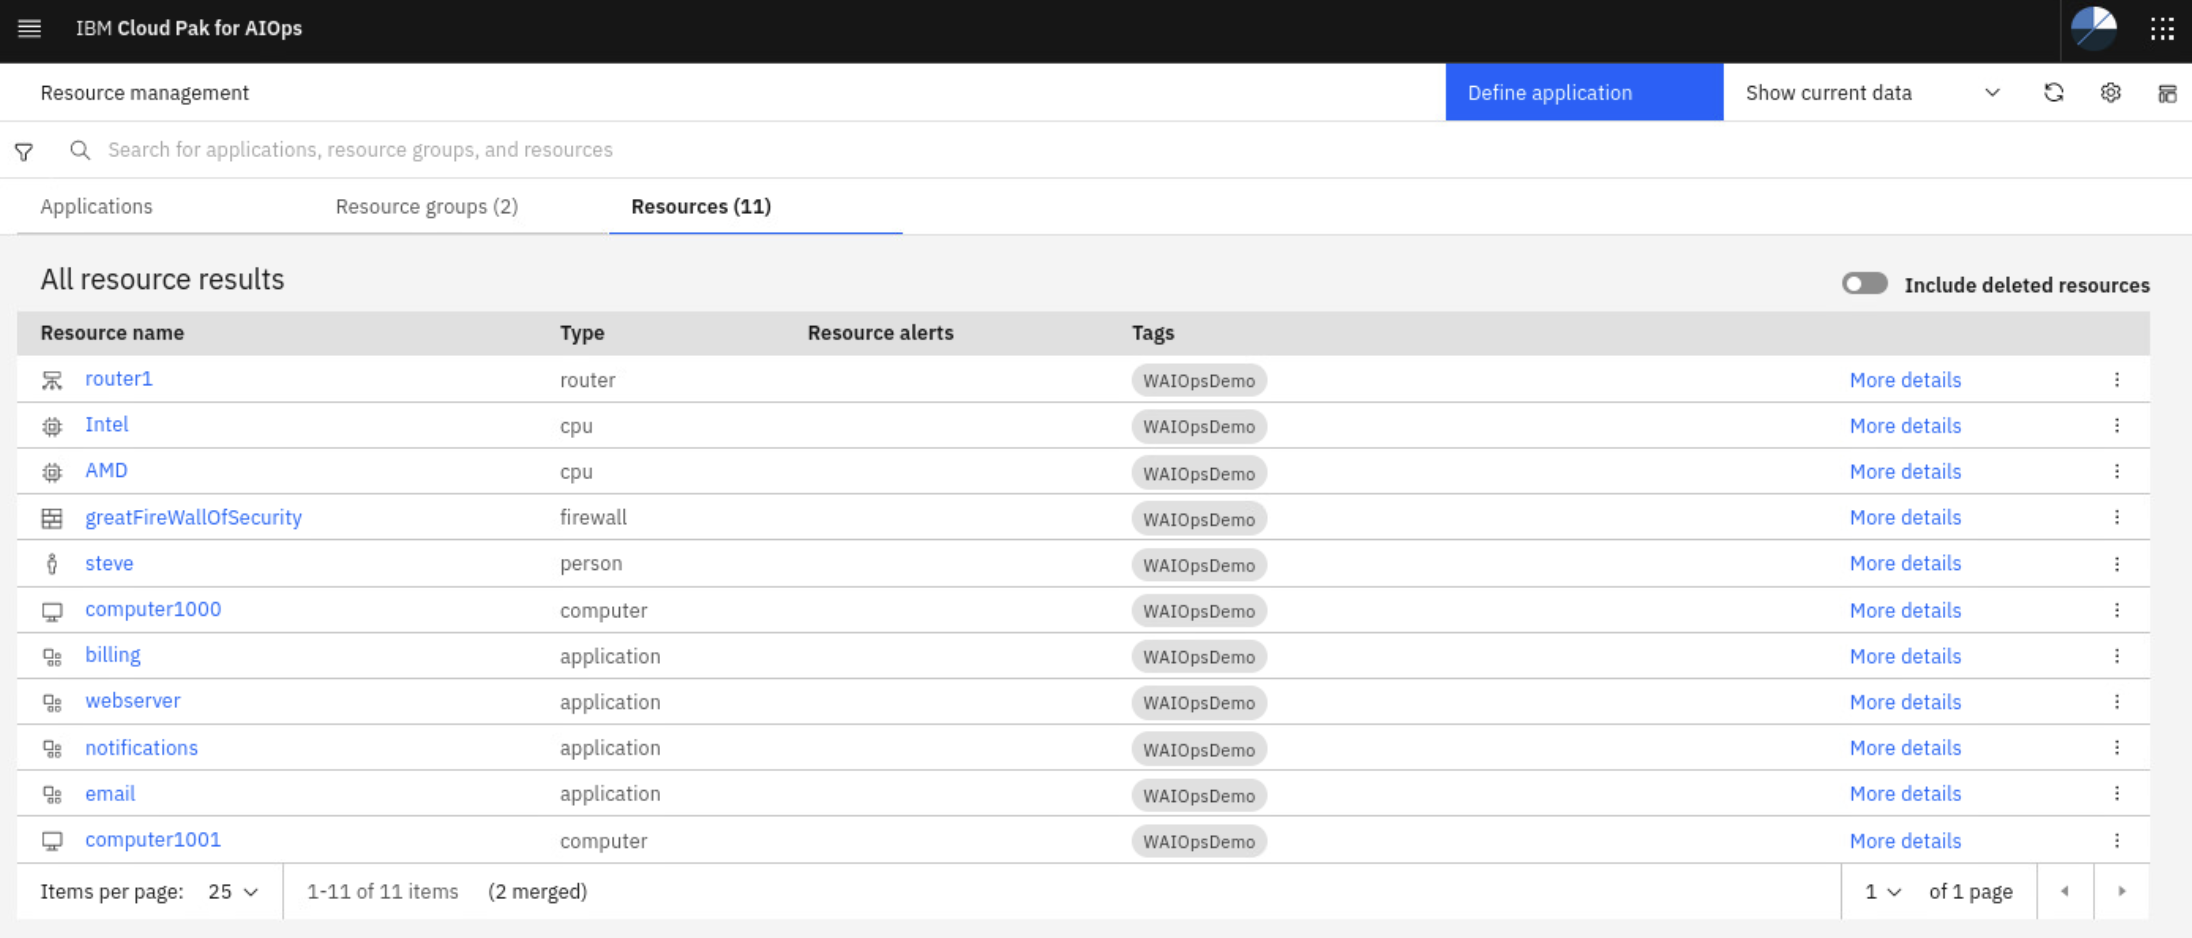 IBM Cloud Pak for AIOps
Resource management
Define application
Show current data
Search for applications, resource groups, and resources
Applications
Resource groups (2)
Resources (11)
All resource results
Include deleted resources
Resource name Type Resource alerts Tags
router1 router WAIOpsDemo More details
Intel cpu WAIOpsDemo More details
AMD cpu WAIOpsDemo More details
greatFireWallOfSecurity firewall WAIOpsDemo More details
steve person WAIOpsDemo More details
computer1000 computer WAIOpsDemo More details
billing application WAIOpsDemo More details
webserver application WAIOpsDemo More details
notifications application WAIOpsDemo More details
email application WAIOpsDemo More details
computer1001 computer WAIOpsDemo More details
Items per page: 25 1-11 of 11 items (2 merged) 1 of 1 page